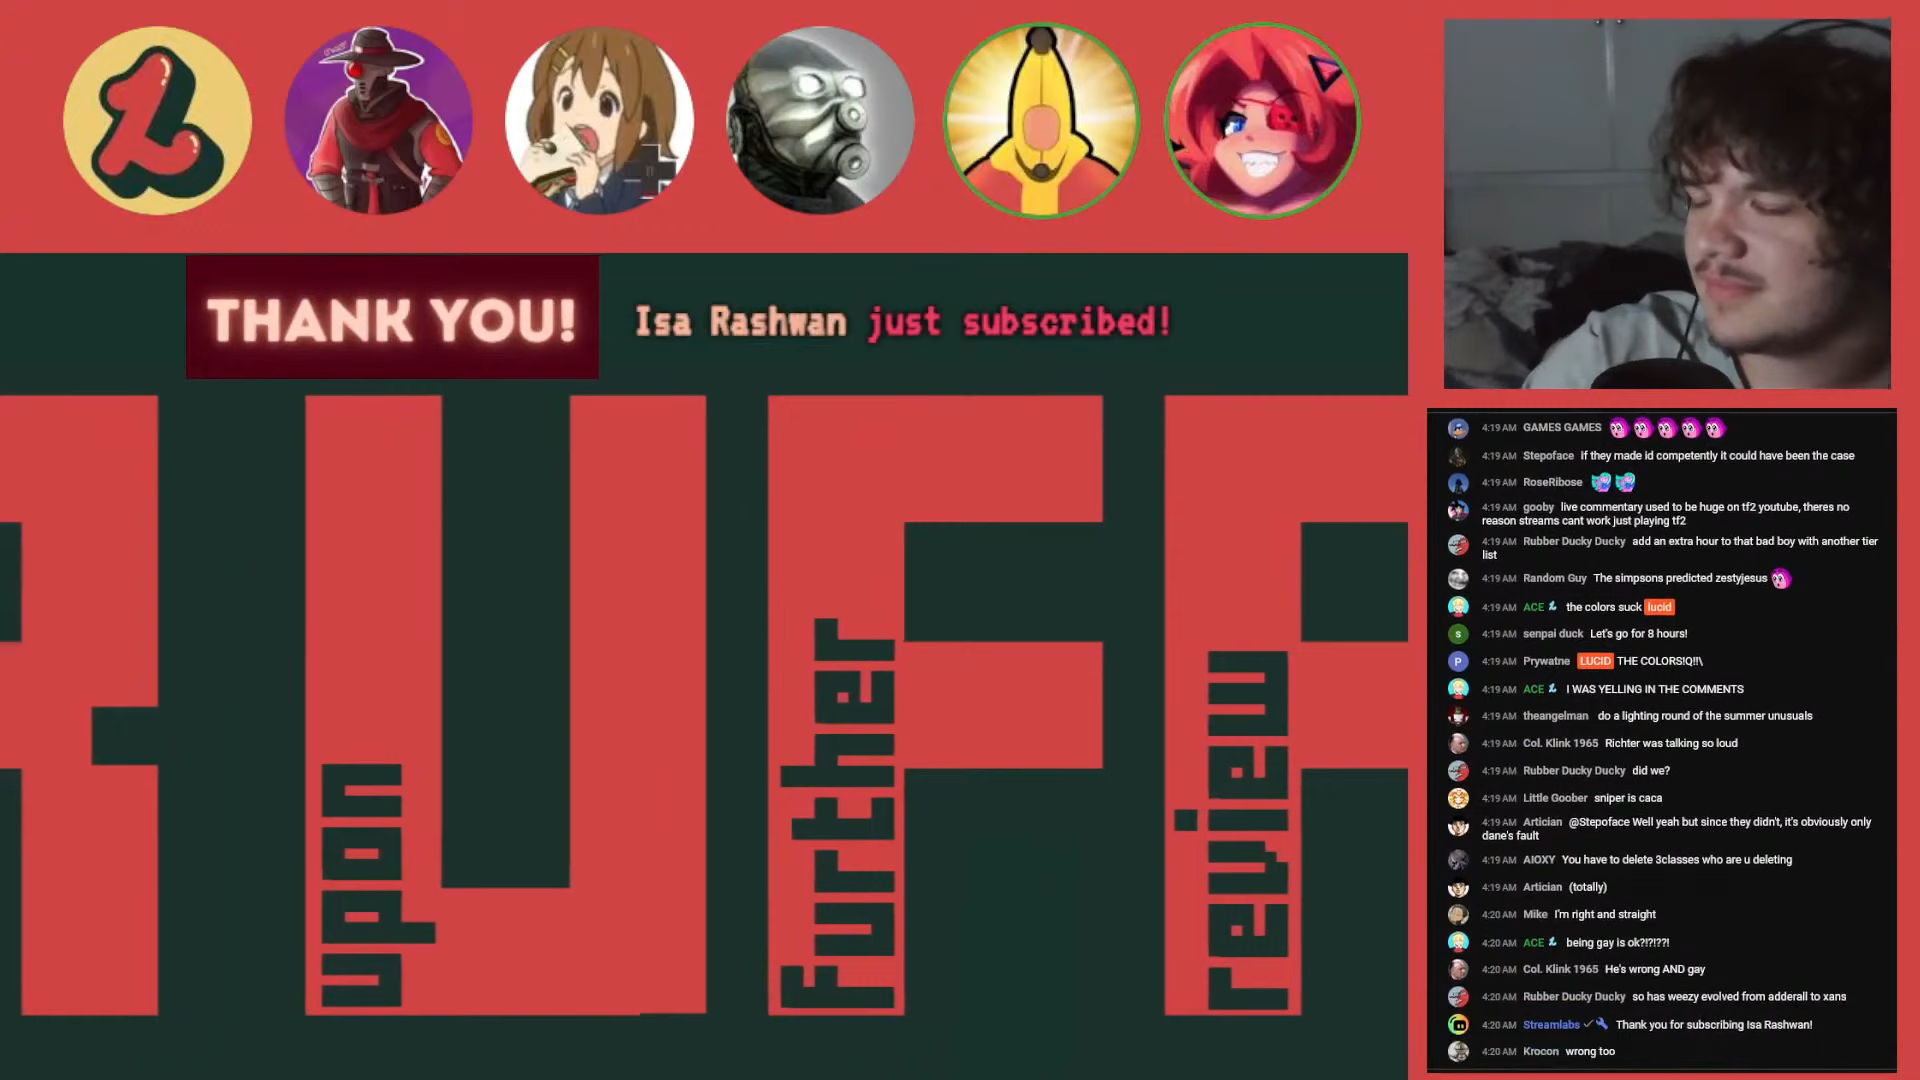 THANK YOU!
Isa Rashwan just subscribed!
RUFR
upon
further
review
4:19 AM GAMES GAMES
4:19 AM Stepoface if they made id competently it could have been the case
4:19 AM RoseRibose
4:19 AM gooby live commentary used to be huge on tf2 youtube, theres no
reason streams cant work just playing tf2
4:19 AM Rubber Ducky Ducky add an extra hour to that bad boy with another tier
list
4:19 AM Random Guy The simpsons predicted zestyjesus
4:19 AM ACE the colors suck lucid
4:19 AM senpai duck Let's go for 8 hours!
4:19 AM Prywatne LUCID THE COLORS!Q!!\
4:19 AM ACE I WAS YELLING IN THE COMMENTS
4:19 AM theangelman do a lighting round of the summer unusuals
4:19 AM Col. Klink 1965 Richter was talking so loud
4:19 AM Rubber Ducky Ducky did we?
4:19 AM Little Goober sniper is caca
4:19 AM Artician @Stepoface Well yeah but since they didn't, it's obviously only
dane's fault
4:19 AM AIOXY You have to delete 3classes who are u deleting
4:19 AM Artician (totally)
4:20 AM Mike I'm right and straight
4:20 AM ACE being gay is ok?!?!??!
4:20 AM Col. Klink 1965 He's wrong AND gay
4:20 AM Rubber Ducky Ducky so has weezy evolved from adderall to xans
4:20 AM Streamlabs Thank you for subscribing Isa Rashwan!
4:20 AM Krocon wrong too